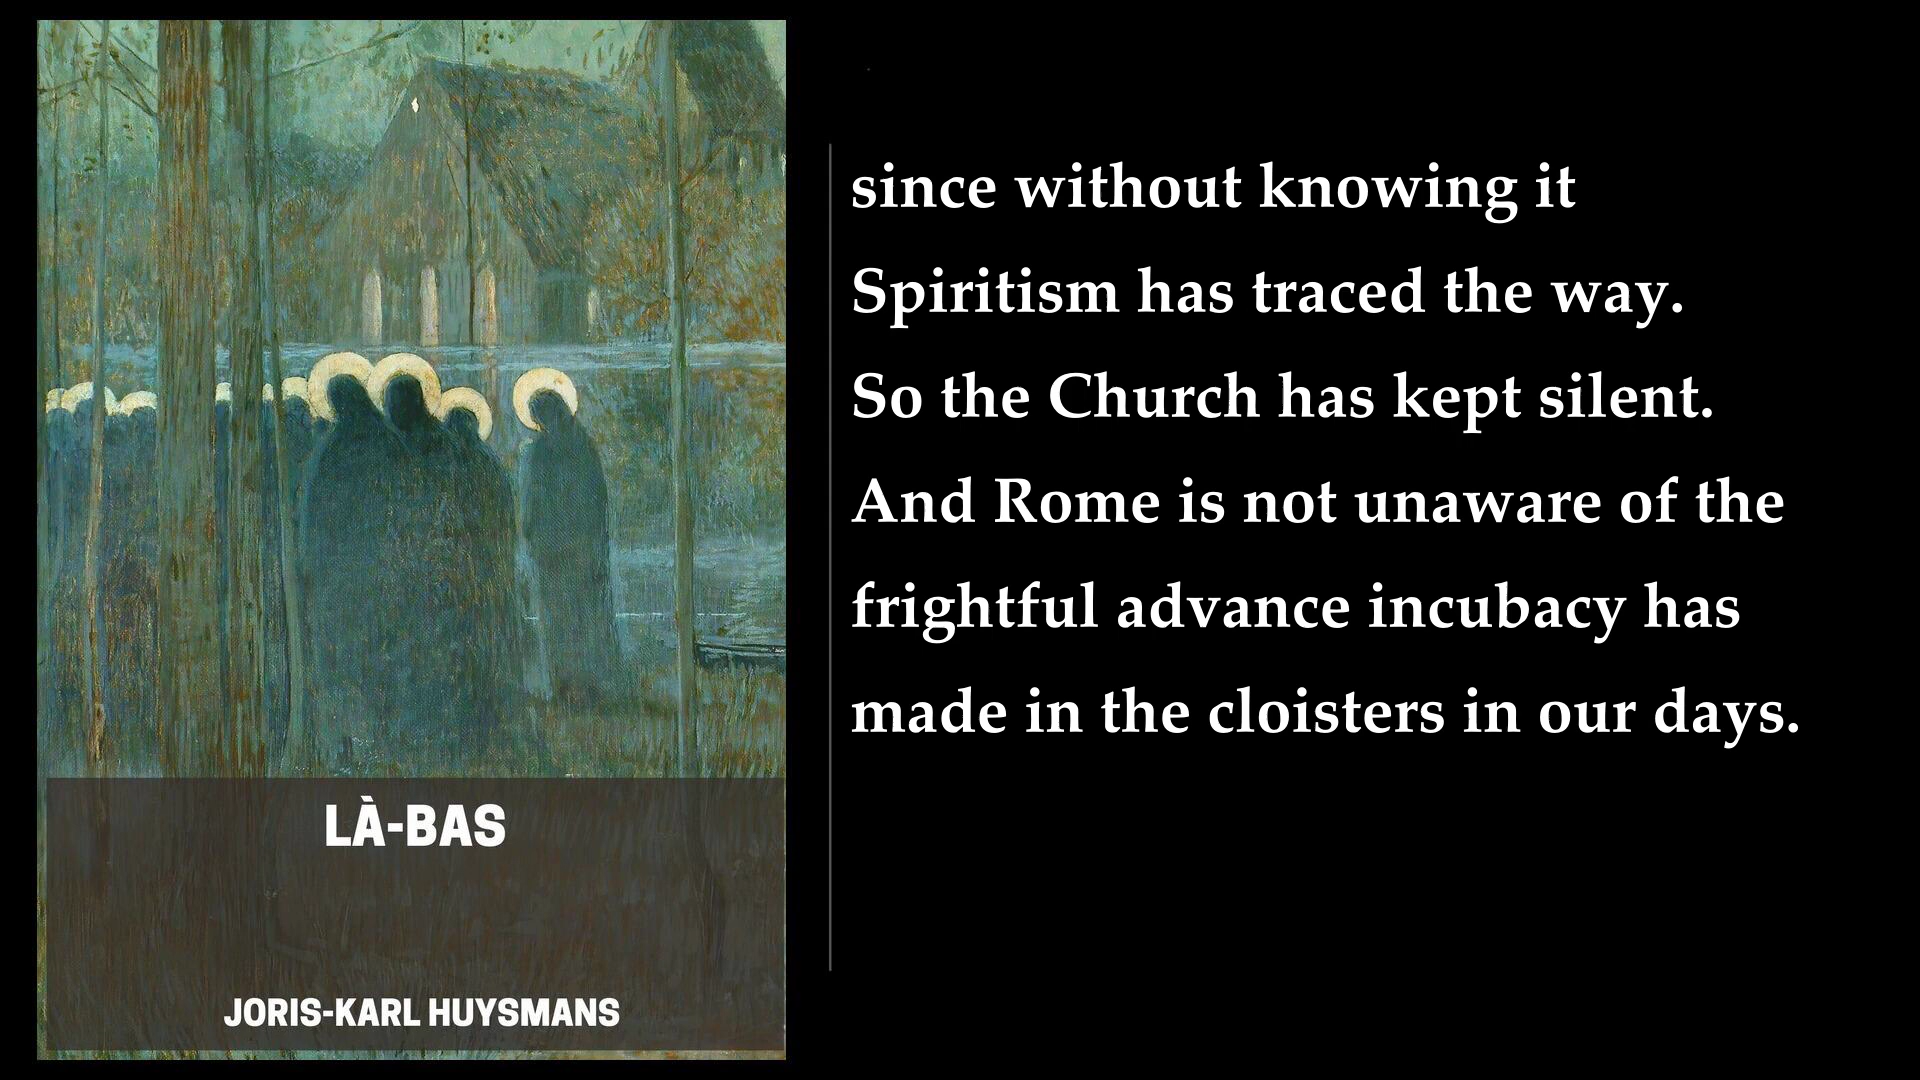 LÀ-BAS
JORIS-KARL HUYSMANS
since without knowing it
Spiritism has traced the way.
So the Church has kept silent.
And Rome is not unaware of the
frightful advance incubacy has
made in the cloisters in our days.